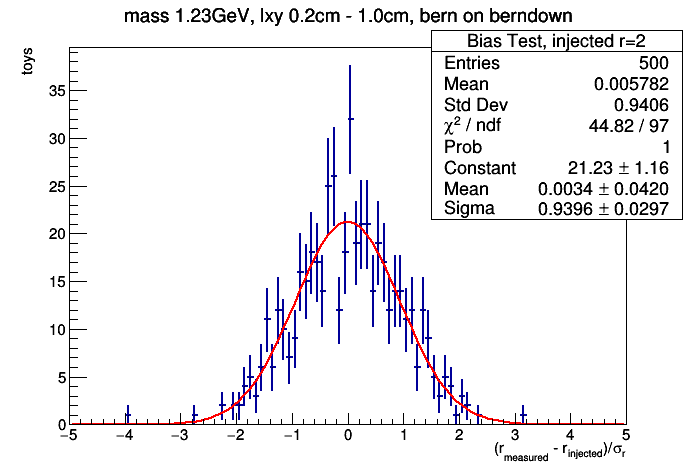 mass 1.23GeV, lxy 0.2cm - 1.0cm, bern on berndown
toys
Bias Test, injected r=2
Entries 500
Mean 0.005782
Std Dev 0.9406
χ² / ndf 44.82 / 97
Prob 1
Constant 21.23 ± 1.16
Mean 0.0034 ± 0.0420
Sigma 0.9396 ± 0.0297
35
30
25
20
15
10
5
0
−5 −4 −3 −2 −1 0 1 2 3 4 5
(r_measured - r_injected)/σ_r